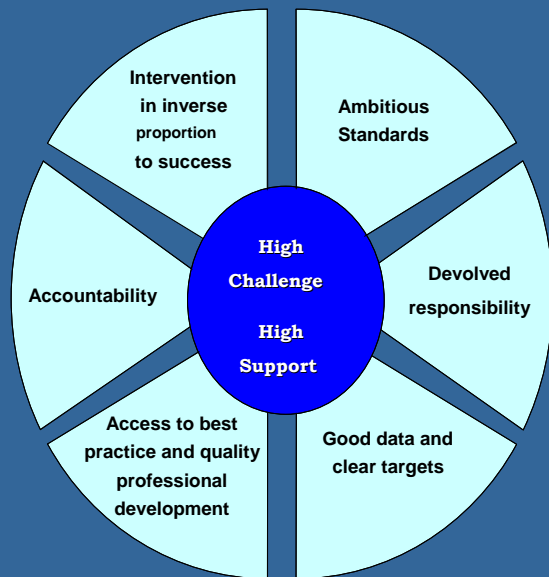 Intervention
in inverse
proportion
to success
Ambitious
Standards
High
Challenge
High
Support
Accountability
Devolved
responsibility
Access to best
practice and quality
professional
development
Good data and
clear targets